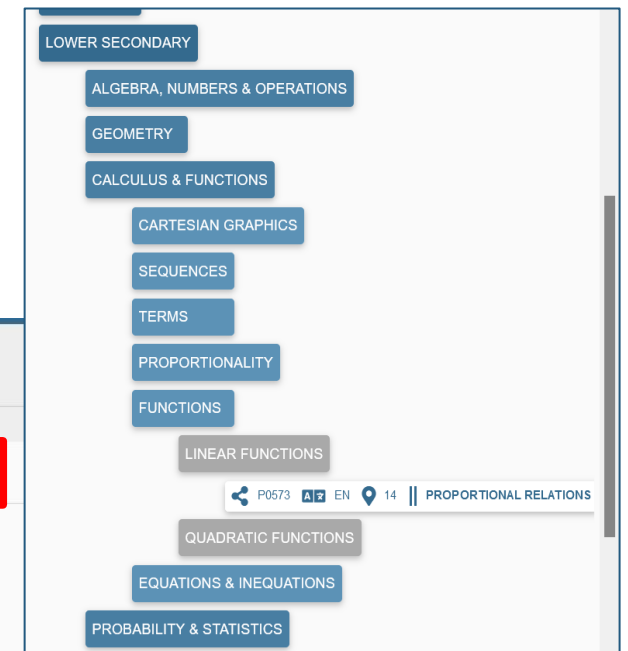 LOWER SECONDARY
ALGEBRA, NUMBERS & OPERATIONS
GEOMETRY
CALCULUS & FUNCTIONS
CARTESIAN GRAPHICS
SEQUENCES
TERMS
PROPORTIONALITY
FUNCTIONS
LINEAR FUNCTIONS
P0573 EN 14 PROPORTIONAL RELATIONS
QUADRATIC FUNCTIONS
EQUATIONS & INEQUATIONS
PROBABILITY & STATISTICS